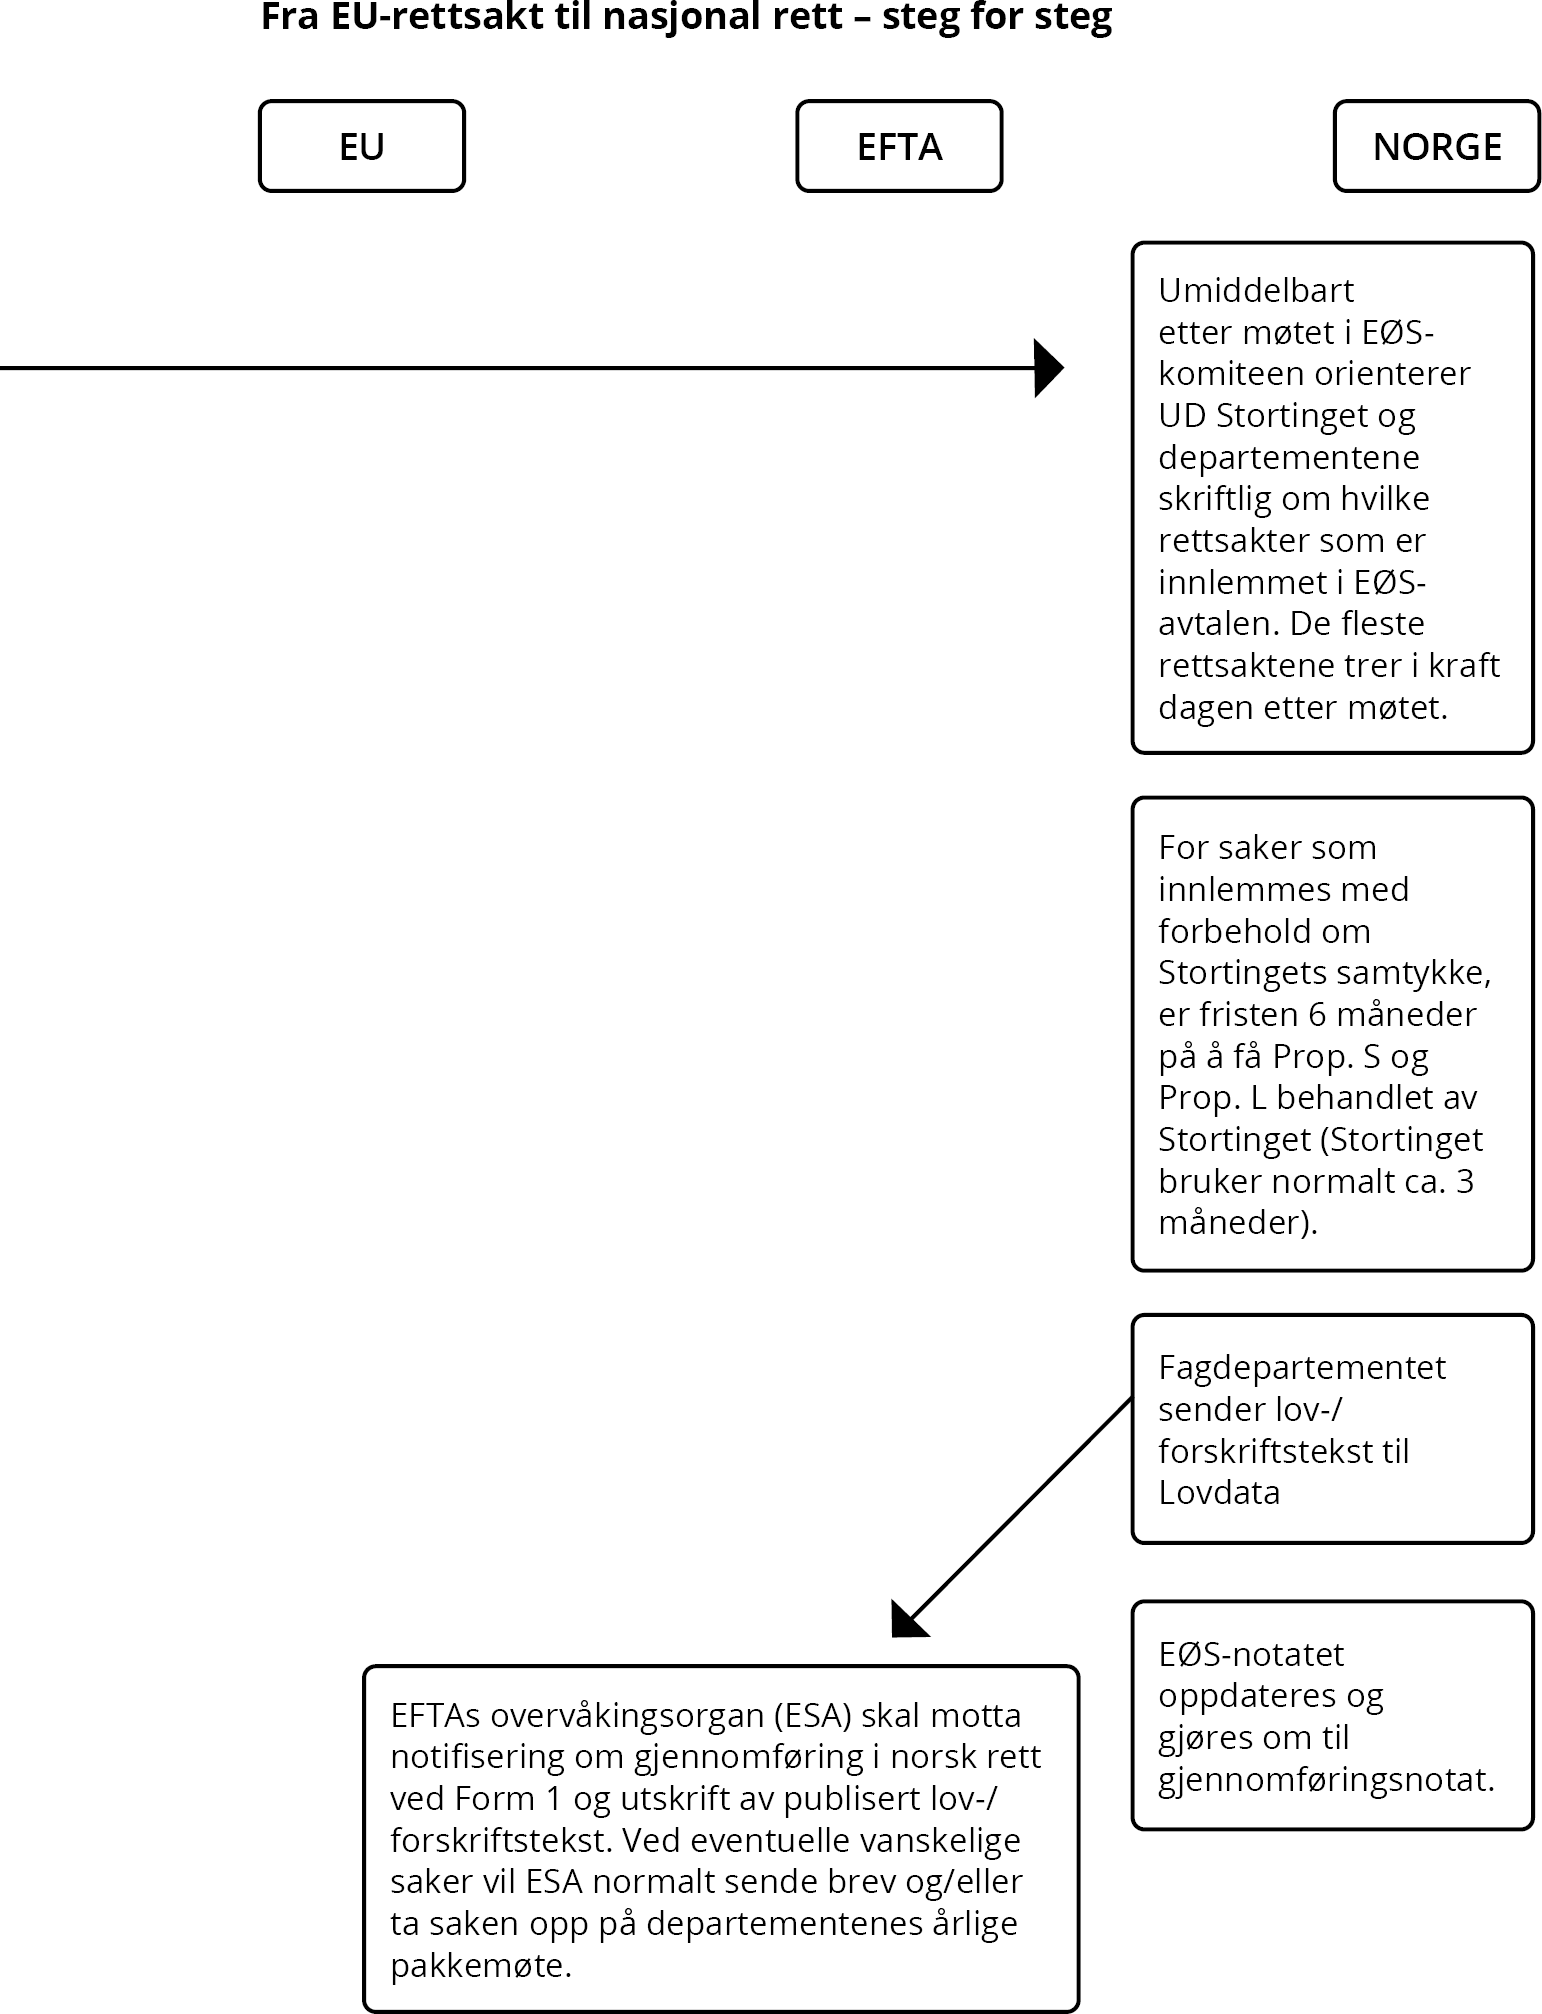 Fra EU-rettsakt til nasjonal rett – steg for steg
EU
EFTA
NORGE
Umiddelbart
etter møtet i EØS-
komiteen orienterer
UD Stortinget og
departementene
skriftlig om hvilke
rettsakter som er
innlemmet i EØS-
avtalen. De fleste
rettsaktene trer i kraft
dagen etter møtet.
For saker som
innlemmes med
forbehold om
Stortingets samtykke,
er fristen 6 måneder
på å få Prop. S og
Prop. L behandlet av
Stortinget (Stortinget
bruker normalt ca. 3
måneder).
Fagdepartementet
sender lov-/
forskriftstekst til
Lovdata
EØS-notatet
oppdateres og
gjøres om til
gjennomføringsnotat.
EFTAs overvåkingsorgan (ESA) skal motta
notifisering om gjennomføring i norsk rett
ved Form 1 og utskrift av publisert lov-/
forskriftstekst. Ved eventuelle vanskelige
saker vil ESA normalt sende brev og/eller
ta saken opp på departementenes årlige
pakkemøte.